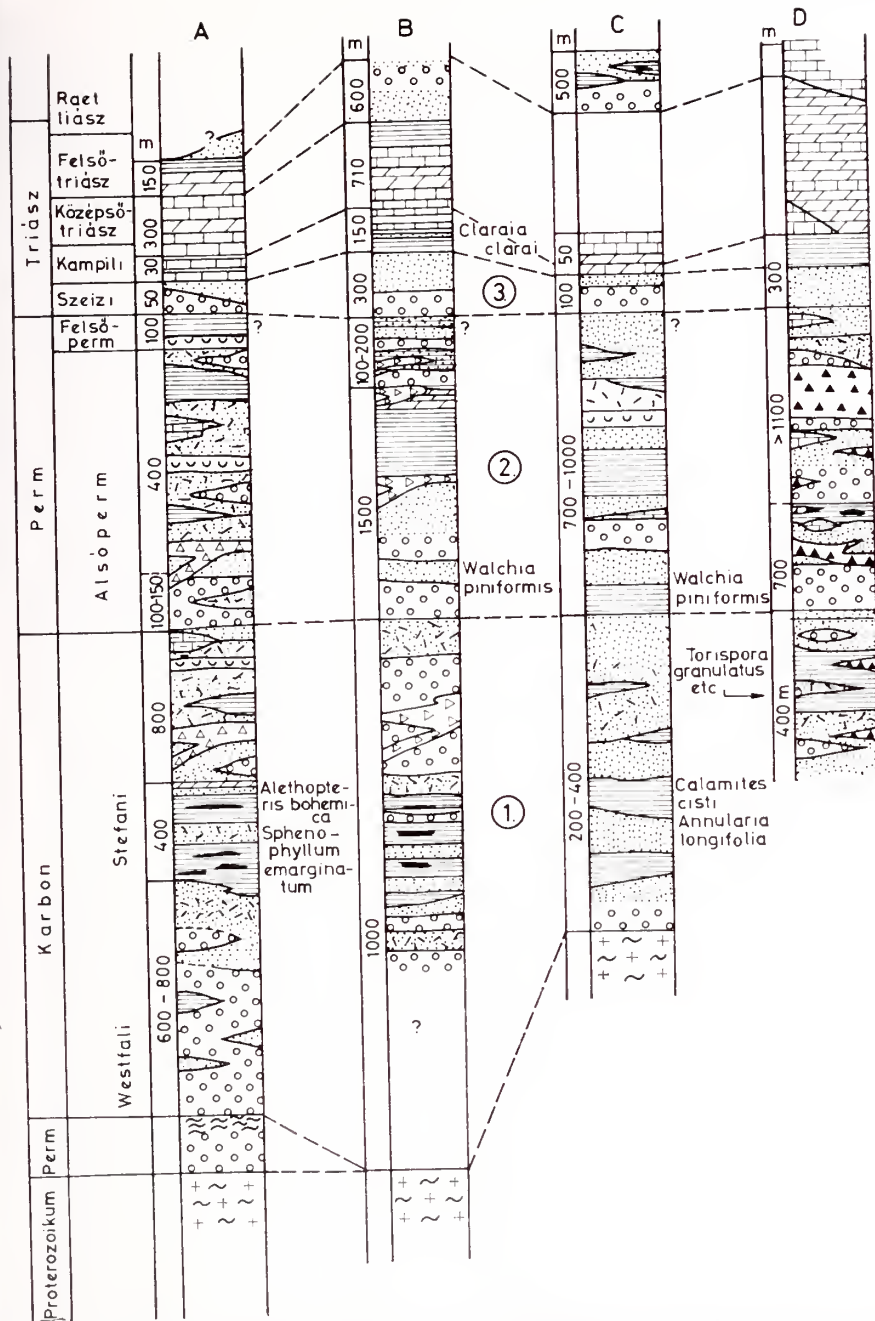 A
B
C
D
m
m
m
m
Raet
liász
Triász
Felső-
triász
Középső-
triász
Kampili
Szeizi
Perm
Felső-
perm
Alsóperm
Karbon
Stefani
Westfali
Perm
Proterozoikum
?
150
300
30
50
100
400
100-150
800
400
600-800
?
600
710
150
300
100-200
1500
1000
?
?
Claraia
clarai
③
②
①.
Walchia
piniformis
Alethopte-
ris bohemi-
ca
Spheno-
phyllum
emargina-
tum
500
50
100
700-1000
200-400
?
Walchia
piniformis
Torispora
granulatus
etc
Calamites
cisti
Annularia
longifolia
300
>1100
700
400 m